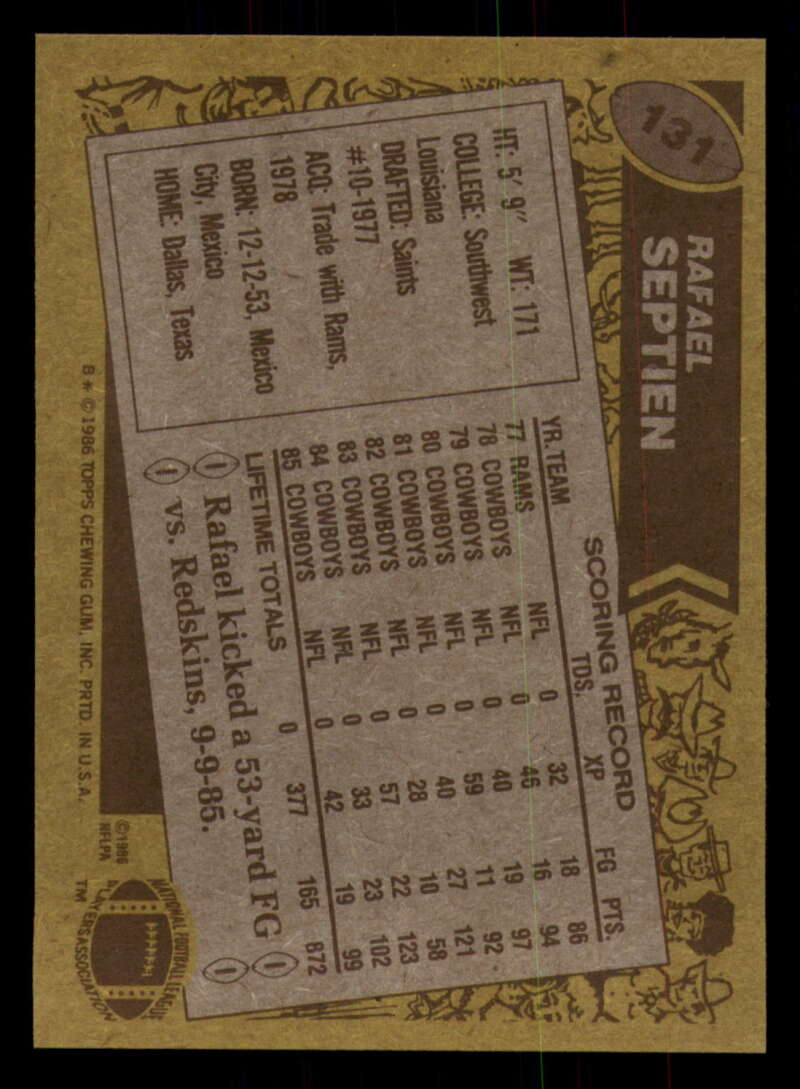 131
RAFAEL
SEPTIEN
HT: 5' 9" WT: 171
COLLEGE: Southwest
Louisiana
DRAFTED: Saints
#10-1977
ACQ: Trade with Rams,
1978
BORN: 12-12-53, Mexico
City, Mexico
HOME: Dallas, Texas
SCORING RECORD
YR. TEAM TDS. XP FG PTS.
77 RAMS NFL 0 32 18 86
78 COWBOYS NFL 0 46 16 94
79 COWBOYS NFL 0 40 19 97
80 COWBOYS NFL 0 59 11 92
81 COWBOYS NFL 0 40 27 121
82 COWBOYS NFL 0 28 10 58
83 COWBOYS NFL 0 57 22 123
84 COWBOYS NFL 0 33 23 102
85 COWBOYS NFL 0 42 19 99
LIFETIME TOTALS 0 377 165 872
Rafael kicked a 53-yard FG
vs. Redskins, 9-9-85.
B * ©1986 TOPPS CHEWING GUM, INC. PRTD. IN U.S.A.
©1986
NFLPA
NATIONAL FOOTBALL LEAGUE
PLAYERS ASSOCIATION
TM